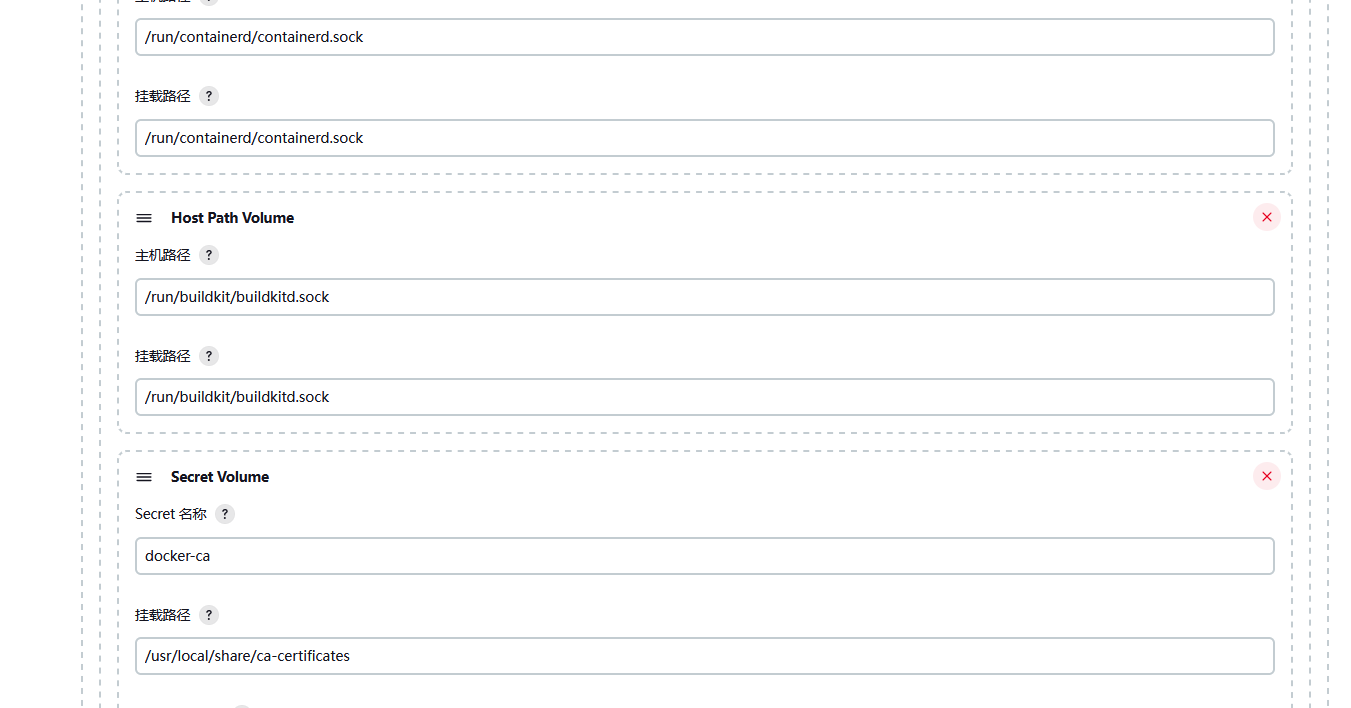 /run/containerd/containerd.sock
挂载路径 ?
/run/containerd/containerd.sock
Host Path Volume
主机路径 ?
/run/buildkit/buildkitd.sock
挂载路径 ?
/run/buildkit/buildkitd.sock
Secret Volume
Secret 名称 ?
docker-ca
挂载路径 ?
/usr/local/share/ca-certificates